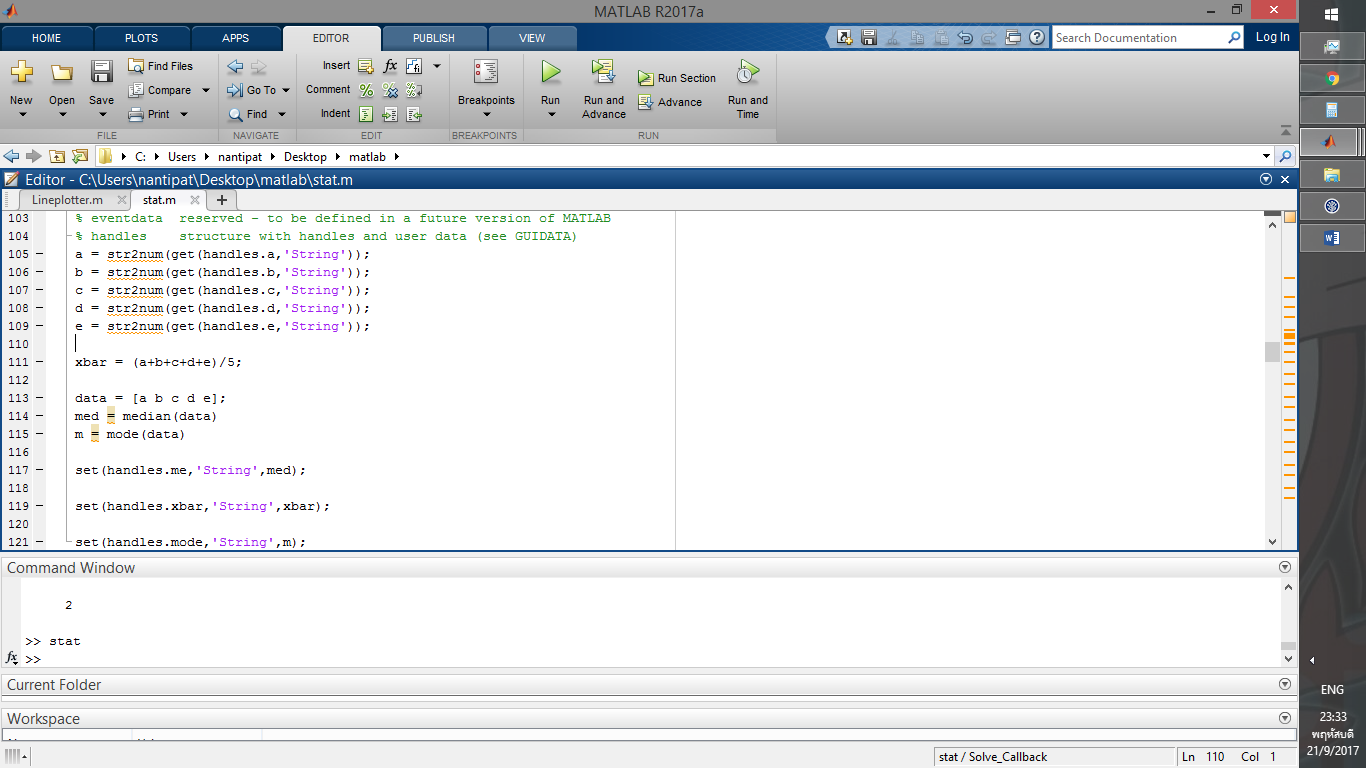 MATLAB R2017a
HOME PLOTS APPS EDITOR PUBLISH VIEW Search Documentation Log In
New Open Save Find Files Compare Print
Insert fx
Go To
Comment
Find
Indent
Breakpoints Run Run and Advance Run Section Advance Run and Time
FILE NAVIGATE EDIT BREAKPOINTS RUN
C: Users nantipat Desktop matlab
Editor - C:\Users\nantipat\Desktop\matlab\stat.m
Lineplotter.m stat.m
103 % eventdata  reserved - to be defined in a future version of MATLAB
104 % handles    structure with handles and user data (see GUIDATA)
105 – a = str2num(get(handles.a,'String'));
106 – b = str2num(get(handles.b,'String'));
107 – c = str2num(get(handles.c,'String'));
108 – d = str2num(get(handles.d,'String'));
109 – e = str2num(get(handles.e,'String'));
110
111 – xbar = (a+b+c+d+e)/5;
112
113 – data = [a b c d e];
114 – med = median(data)
115 – m = mode(data)
116
117 – set(handles.me,'String',med);
118
119 – set(handles.xbar,'String',xbar);
120
121 – set(handles.mode,'String',m);
Command Window
2
>> stat
fx >>
Current Folder
Workspace
stat / Solve_Callback Ln 110 Col 1
ENG
23:33
พฤหัสบดี
21/9/2017